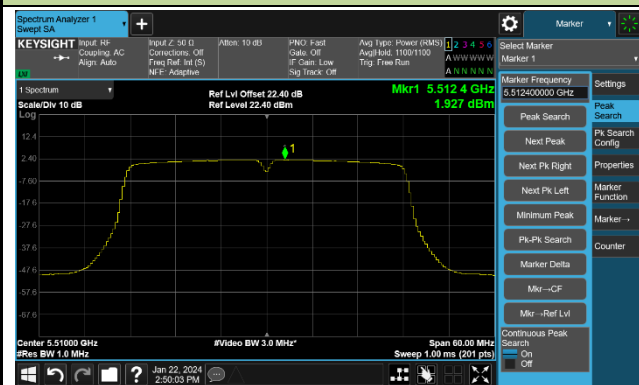 Spectrum Analyzer 1
Swept SA
+
Marker
KEYSIGHT
Input: RF
Coupling: AC
Align: Auto
Input Z: 50 Ω
Corrections: Off
Freq Ref: Int (S)
NFE: Adaptive
Atten: 10 dB
PNO: Fast
Gate: Off
IF Gain: Low
Sig Track: Off
Avg Type: Power (RMS)
Avg|Hold: 1100/1100
Trig: Free Run
1 2 3 4 5 6
A W W W W W
A N N N N N
Select Marker
Marker 1
LXI
1 Spectrum
Scale/Div 10 dB
Log
Ref Lvl Offset 22.40 dB
Ref Level 22.40 dBm
Mkr1 5.512 4 GHz
1.927 dBm
12.4
2.40
-7.60
-17.6
-27.6
-37.6
-47.6
-57.6
-67.6
1
Center 5.51000 GHz
#Res BW 1.0 MHz
#Video BW 3.0 MHz*
Span 60.00 MHz
Sweep 1.00 ms (201 pts)
Marker Frequency
5.512400000 GHz
Peak Search
Next Peak
Next Pk Right
Next Pk Left
Minimum Peak
Pk-Pk Search
Marker Delta
Mkr→CF
Mkr→Ref Lvl
Continuous Peak
Search
On
Off
Settings
Peak
Search
Pk Search
Config
Properties
Marker
Function
Marker→
Counter
?
Jan 22, 2024
2:50:03 PM